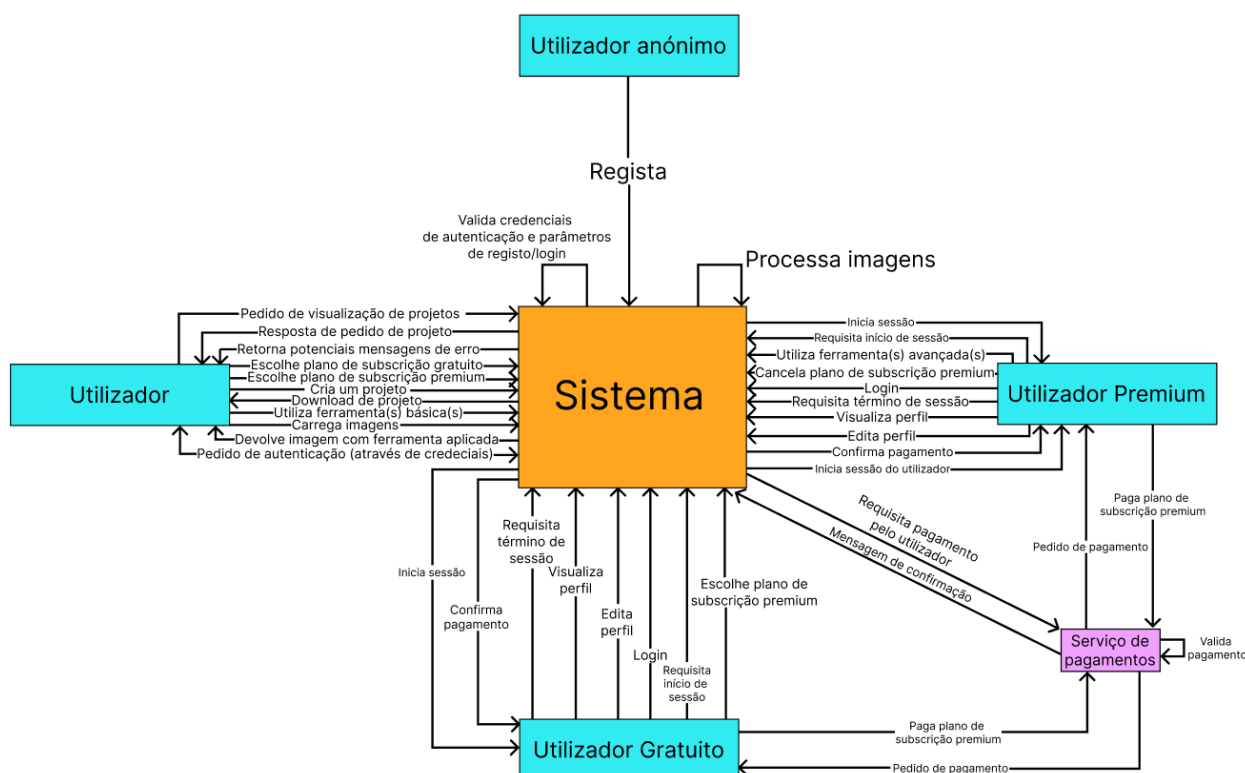 Utilizador anónimo
Regista
Valida credenciais
de autenticação e parâmetros
de registo/login
Processa imagens
Sistema
Utilizador
Pedido de visualização de projetos
Resposta de pedido de projeto
Retorna potenciais mensagens de erro
Escolhe plano de subscrição gratuito
Escolhe plano de subscrição premium
Cria um projeto
Download de projeto
Utiliza ferramenta(s) básica(s)
Carrega imagens
Devolve imagem com ferramenta aplicada
Pedido de autenticação (através de credeciais)
Inicia sessão
Requisita início de sessão
Utiliza ferramenta(s) avançada(s)
Cancela plano de subscrição premium
Login
Requisita término de sessão
Visualiza perfil
Edita perfil
Confirma pagamento
Inicia sessão do utilizador
Utilizador Premium
Inicia sessão
Confirma
pagamento
Requisita
término de
sessão
Visualiza
perfil
Edita
perfil
Login
Requisita
início de
sessão
Escolhe plano de
subscrição premium
Requisita pagamento
pelo utilizador
Mensagem de confirmação
Pedido de pagamento
Paga plano de
subscrição premium
Serviço de
pagamentos
Valida
pagamento
Utilizador Gratuito
Paga plano de
subscrição premium
Pedido de pagamento